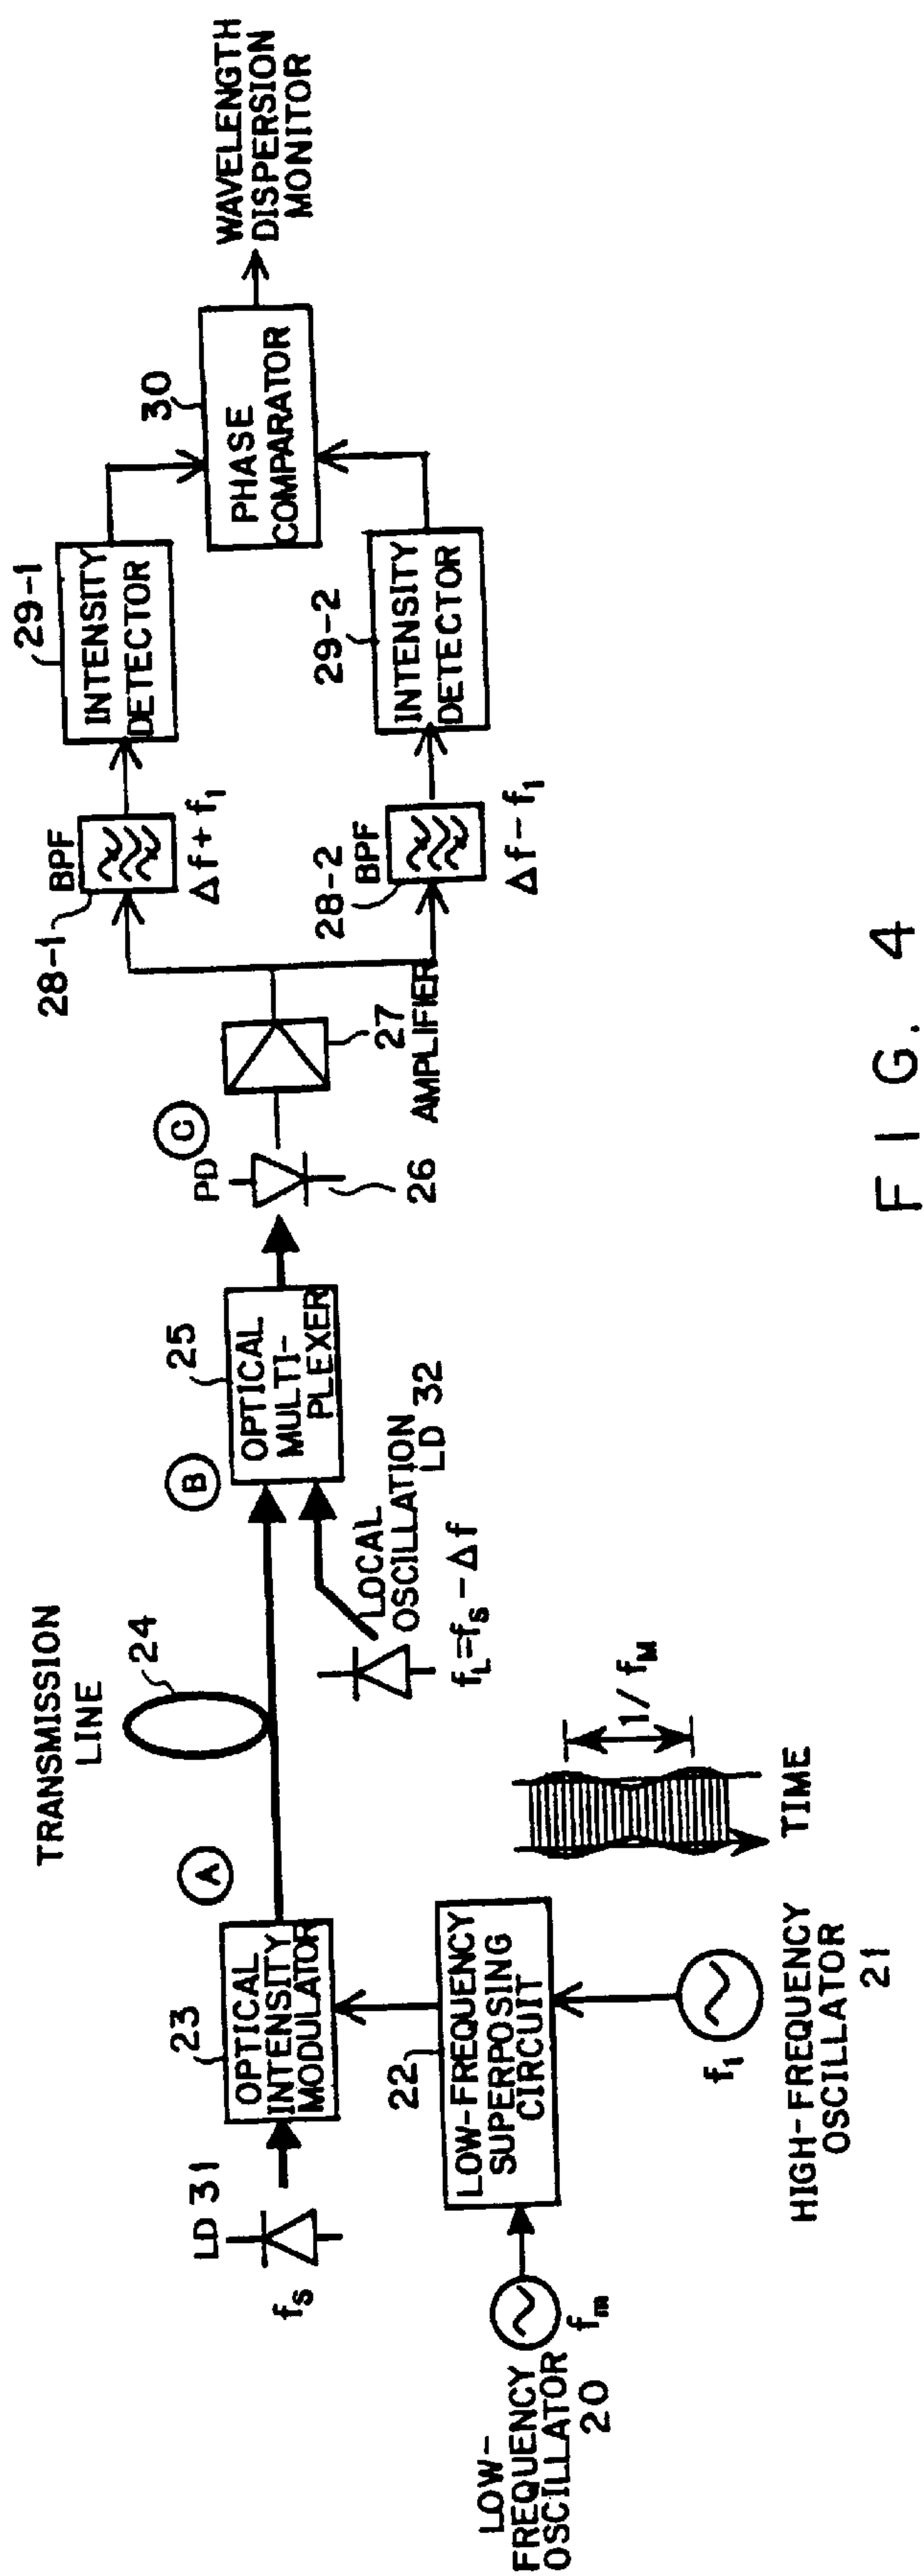 LOW-
FREQUENCY
OSCILLATOR
20
fm
LD 31
fS
23
OPTICAL
INTENSITY
MODULATOR
22
LOW-FREQUENCY
SUPERPOSING
CIRCUIT
f1
HIGH-FREQUENCY
OSCILLATOR
21
A
1/fM
TIME
TRANSMISSION
LINE
24
LOCAL
OSCILLATION
LD 32
fL=fS-Δf
B
25
OPTICAL
MULTI-
PLEXER
PD
C
26
27
AMPLIFIER
28-1
BPF
Δf+f1
28-2
BPF
Δf-f1
29-1
INTENSITY
DETECTOR
29-2
INTENSITY
DETECTOR
30
PHASE
COMPARATOR
WAVELENGTH
DISPERSION
MONITOR
FIG. 4